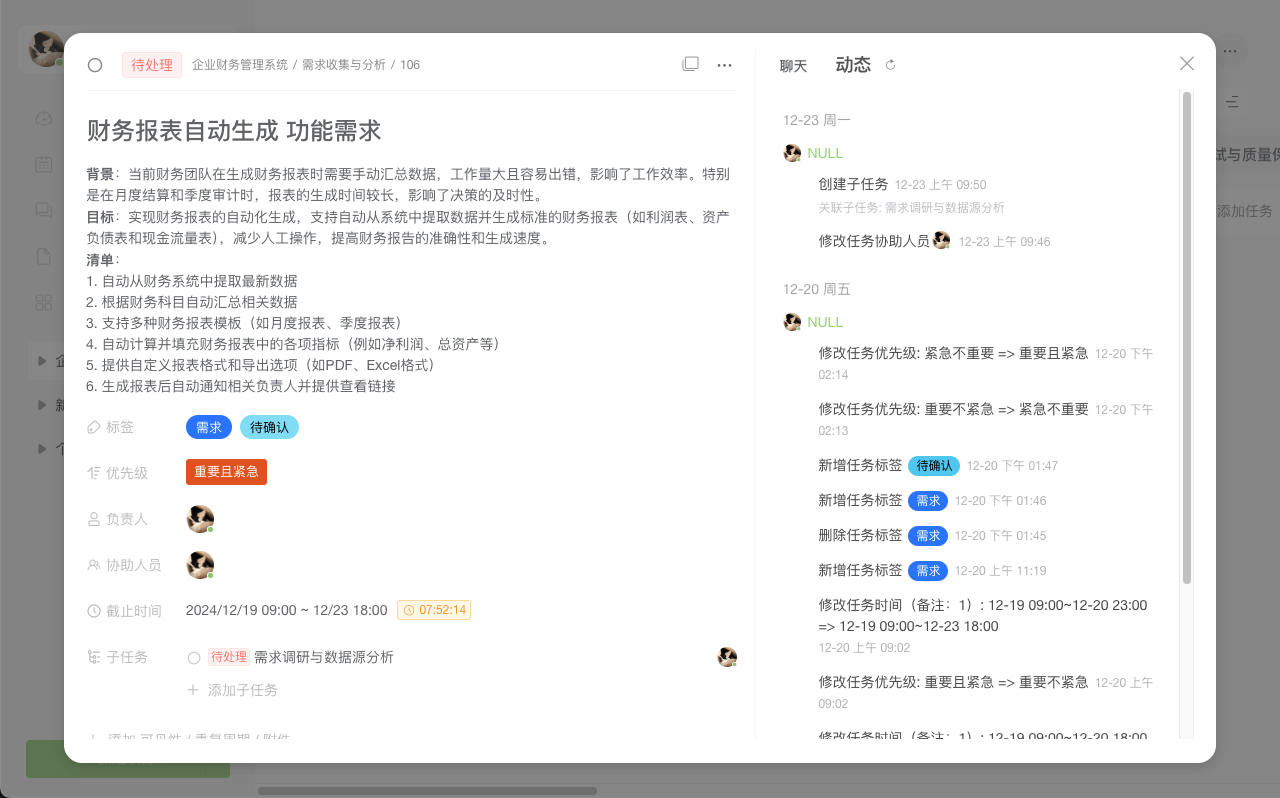 待处理 企业财务管理系统 / 需求收集与分析 / 106
财务报表自动生成 功能需求
背景：当前财务团队在生成财务报表时需要手动汇总数据，工作量大且容易出错，影响了工作效率。特别
是在月度结算和季度审计时，报表的生成时间较长，影响了决策的及时性。
目标：实现财务报表的自动化生成，支持自动从系统中提取数据并生成标准的财务报表（如利润表、资产
负债表和现金流量表），减少人工操作，提高财务报告的准确性和生成速度。
清单：
1. 自动从财务系统中提取最新数据
2. 根据财务科目自动汇总相关数据
3. 支持多种财务报表模板（如月度报表、季度报表）
4. 自动计算并填充财务报表中的各项指标（例如净利润、总资产等）
5. 提供自定义报表格式和导出选项（如PDF、Excel格式）
6. 生成报表后自动通知相关负责人并提供查看链接
标签 需求 待确认
优先级 重要且紧急
负责人
协助人员
截止时间 2024/12/19 09:00 ~ 12/23 18:00 07:52:14
子任务 待处理 需求调研与数据源分析
添加子任务
添加 可见性 / 重复周期 / 附件
聊天 动态
12-23 周一
NULL
创建子任务 12-23 上午 09:50
关联子任务: 需求调研与数据源分析
修改任务协助人员 12-23 上午 09:46
12-20 周五
NULL
修改任务优先级: 紧急不重要 => 重要且紧急 12-20 下午
02:14
修改任务优先级: 重要不紧急 => 紧急不重要 12-20 下午
02:13
新增任务标签 待确认 12-20 下午 01:47
新增任务标签 需求 12-20 下午 01:46
删除任务标签 需求 12-20 下午 01:45
新增任务标签 需求 12-20 上午 11:19
修改任务时间（备注：1）: 12-19 09:00~12-20 23:00
=> 12-19 09:00~12-23 18:00
12-20 上午 09:02
修改任务优先级: 重要且紧急 => 重要不紧急 12-20 上午
09:02
修改任务时间（备注：1）: 12-19 09:00~12-20 18:00
试与质量保
添加任务